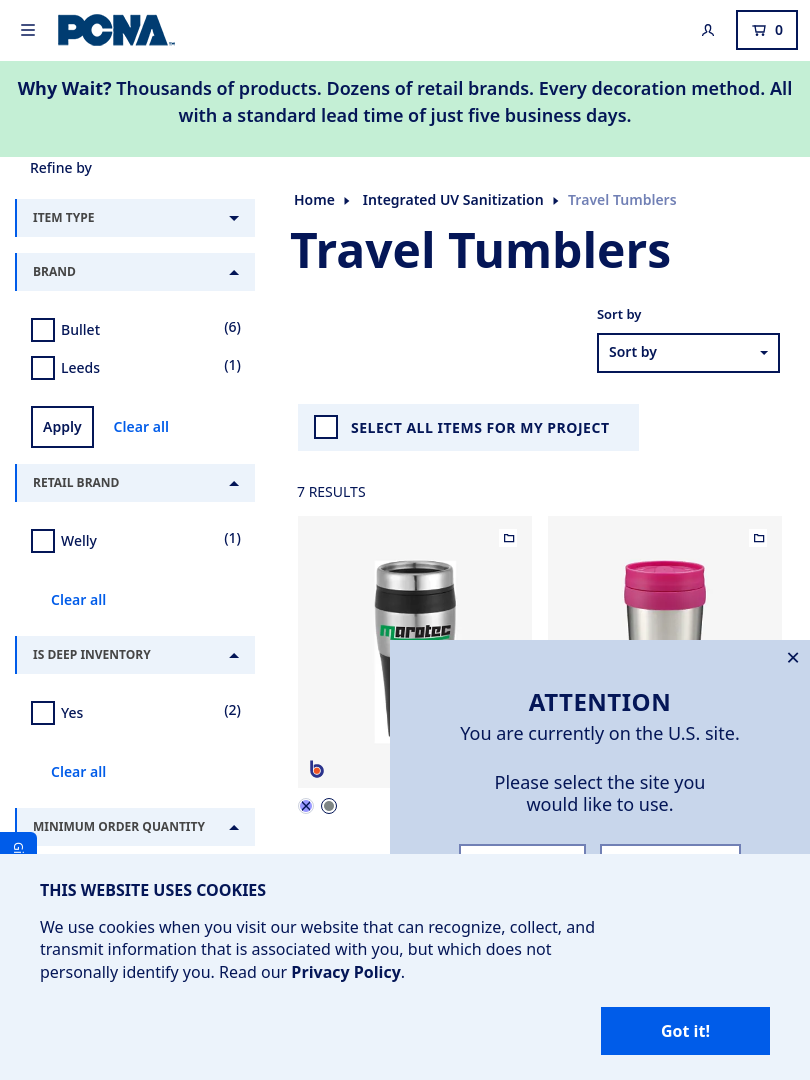 PCNA
0
Why Wait? Thousands of products. Dozens of retail brands. Every decoration method. All
with a standard lead time of just five business days.
Refine by
ITEM TYPE
BRAND
Bullet (6)
Leeds (1)
Apply Clear all
RETAIL BRAND
Welly (1)
Clear all
IS DEEP INVENTORY
Yes (2)
Clear all
MINIMUM ORDER QUANTITY
Home Integrated UV Sanitization Travel Tumblers
Travel Tumblers
Sort by
Sort by
SELECT ALL ITEMS FOR MY PROJECT
7 RESULTS
marotec
b
ATTENTION
You are currently on the U.S. site.
Please select the site you
would like to use.
THIS WEBSITE USES COOKIES
We use cookies when you visit our website that can recognize, collect, and
transmit information that is associated with you, but which does not
personally identify you. Read our Privacy Policy.
Got it!